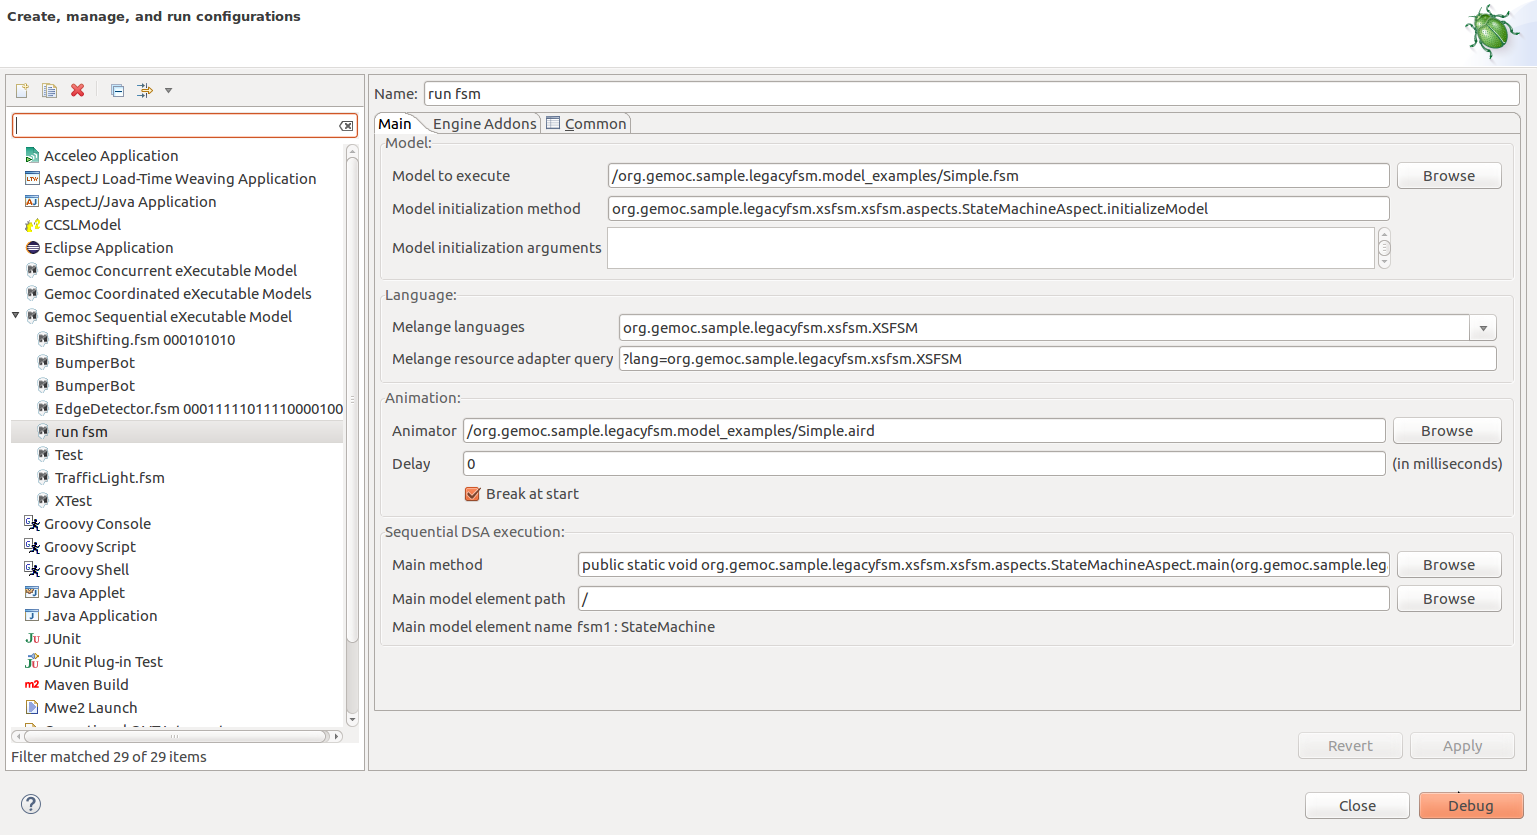 Create, manage, and run configurations
Acceleo Application
AspectJ Load-Time Weaving Application
AspectJ/Java Application
CCSLModel
Eclipse Application
Gemoc Concurrent eXecutable Model
Gemoc Coordinated eXecutable Models
Gemoc Sequential eXecutable Model
BitShifting.fsm 000101010
BumperBot
BumperBot
EdgeDetector.fsm 00011111011110000100
run fsm
Test
TrafficLight.fsm
XTest
Groovy Console
Groovy Script
Groovy Shell
Java Applet
Java Application
JUnit
JUnit Plug-in Test
Maven Build
Mwe2 Launch
Filter matched 29 of 29 items
Name: run fsm
Main Engine Addons Common
Model:
Model to execute /org.gemoc.sample.legacyfsm.model_examples/Simple.fsm Browse
Model initialization method org.gemoc.sample.legacyfsm.xsfsm.xsfsm.aspects.StateMachineAspect.initializeModel
Model initialization arguments
Language:
Melange languages org.gemoc.sample.legacyfsm.xsfsm.XSFSM
Melange resource adapter query ?lang=org.gemoc.sample.legacyfsm.xsfsm.XSFSM
Animation:
Animator /org.gemoc.sample.legacyfsm.model_examples/Simple.aird Browse
Delay 0 (in milliseconds)
Break at start
Sequential DSA execution:
Main method public static void org.gemoc.sample.legacyfsm.xsfsm.xsfsm.aspects.StateMachineAspect.main(org.gemoc.sample.leg Browse
Main model element path / Browse
Main model element name fsm1 : StateMachine
Revert Apply
Close Debug